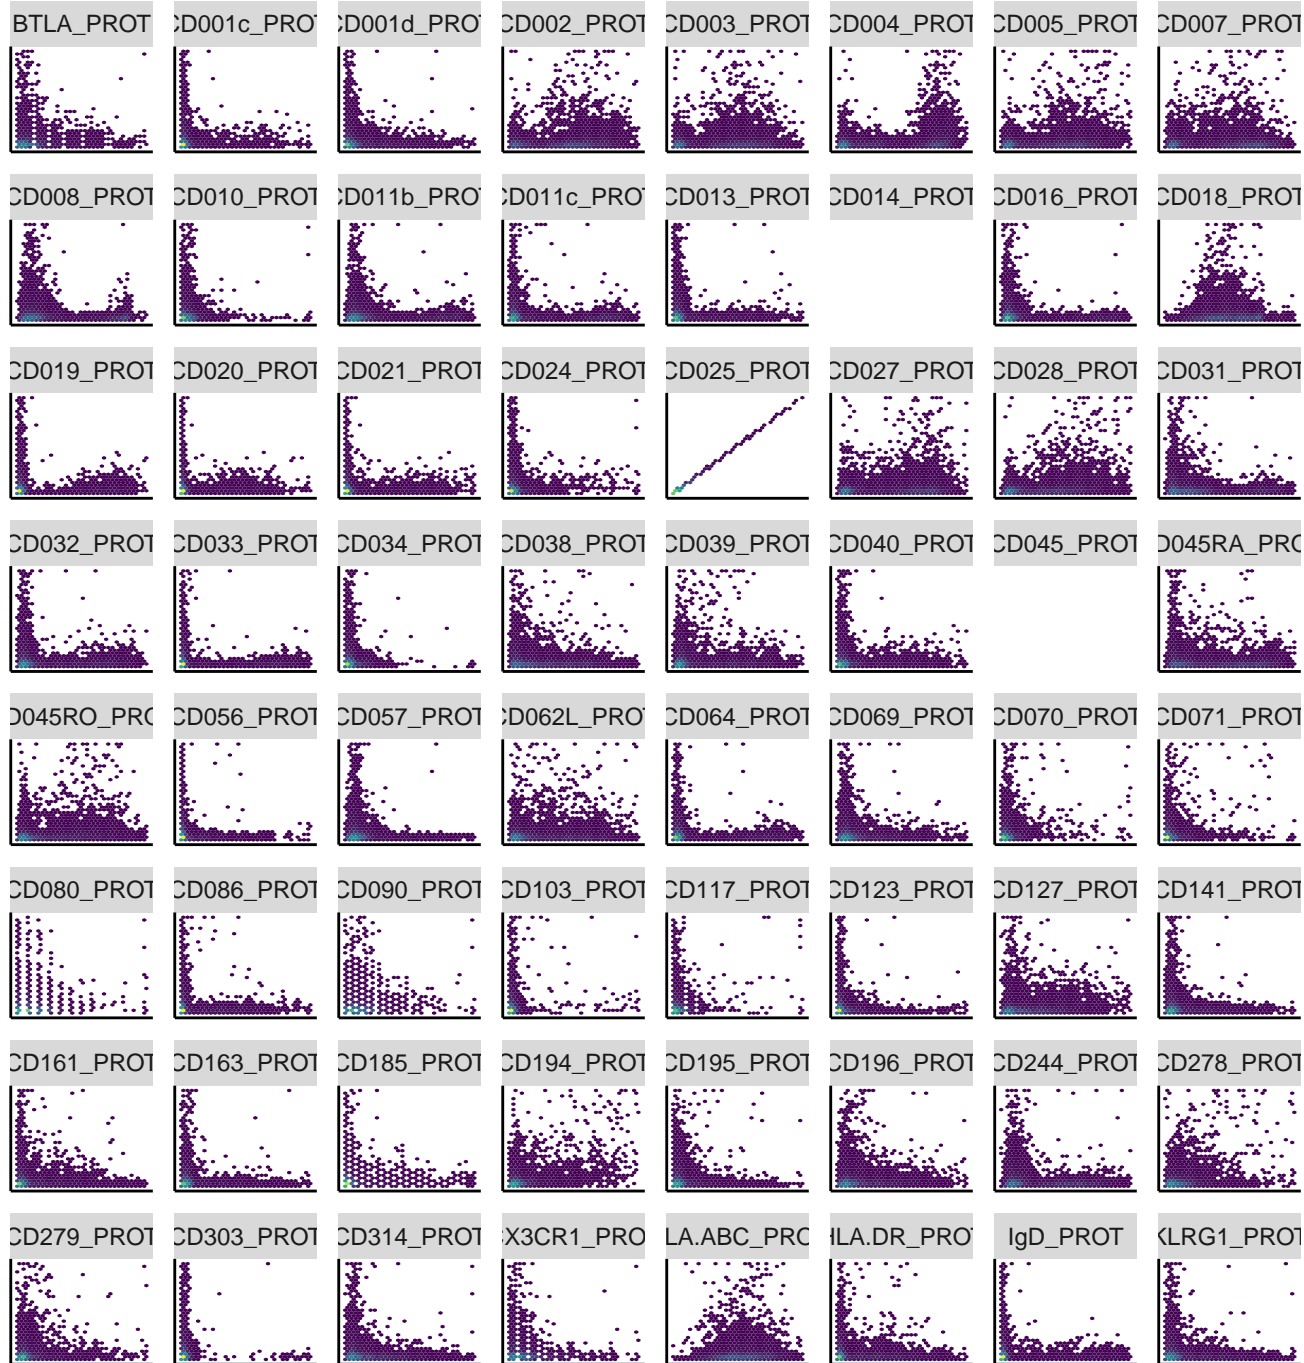 BTLA_PROT CD001c_PROT CD001d_PROT CD002_PROT CD003_PROT CD004_PROT CD005_PROT CD007_PROT
CD008_PROT CD010_PROT CD011b_PROT CD011c_PROT CD013_PROT CD014_PROT CD016_PROT CD018_PROT
CD019_PROT CD020_PROT CD021_PROT CD024_PROT CD025_PROT CD027_PROT CD028_PROT CD031_PROT
CD032_PROT CD033_PROT CD034_PROT CD038_PROT CD039_PROT CD040_PROT CD045_PROT D045RA_PRO
D045RO_PRO CD056_PROT CD057_PROT CD062L_PROT CD064_PROT CD069_PROT CD070_PROT CD071_PROT
CD080_PROT CD086_PROT CD090_PROT CD103_PROT CD117_PROT CD123_PROT CD127_PROT CD141_PROT
CD161_PROT CD163_PROT CD185_PROT CD194_PROT CD195_PROT CD196_PROT CD244_PROT CD278_PROT
CD279_PROT CD303_PROT CD314_PROT X3CR1_PRO LA.ABC_PRO HLA.DR_PROT IgD_PROT KLRG1_PROT